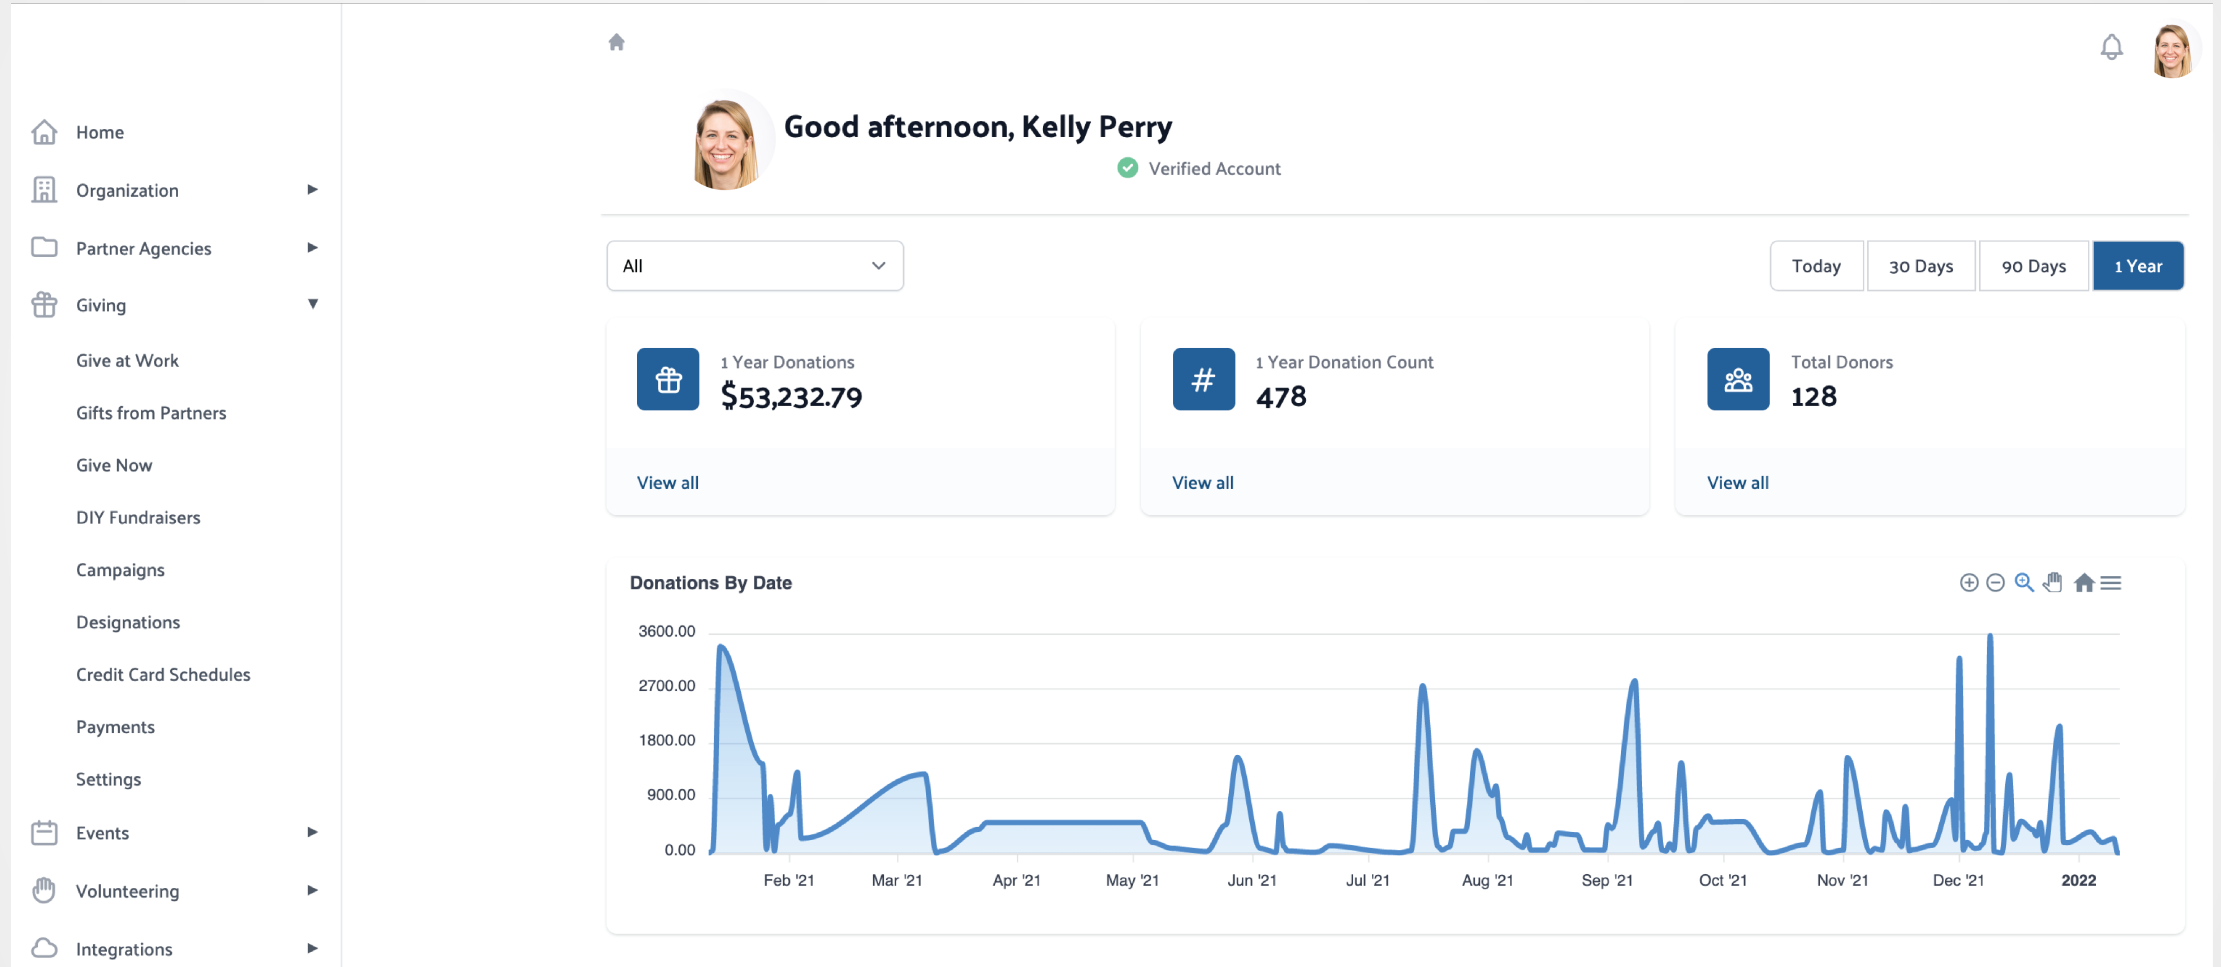 Home
Organization
Partner Agencies
Giving
Give at Work
Gifts from Partners
Give Now
DIY Fundraisers
Campaigns
Designations
Credit Card Schedules
Payments
Settings
Events
Volunteering
Integrations
Good afternoon, Kelly Perry
Verified Account
All
Today 30 Days 90 Days 1 Year
1 Year Donations
$53,232.79
View all
# 1 Year Donation Count
478
View all
Total Donors
128
View all
Donations By Date
3600.00
2700.00
1800.00
900.00
0.00
Feb '21 Mar '21 Apr '21 May '21 Jun '21 Jul '21 Aug '21 Sep '21 Oct '21 Nov '21 Dec '21 2022